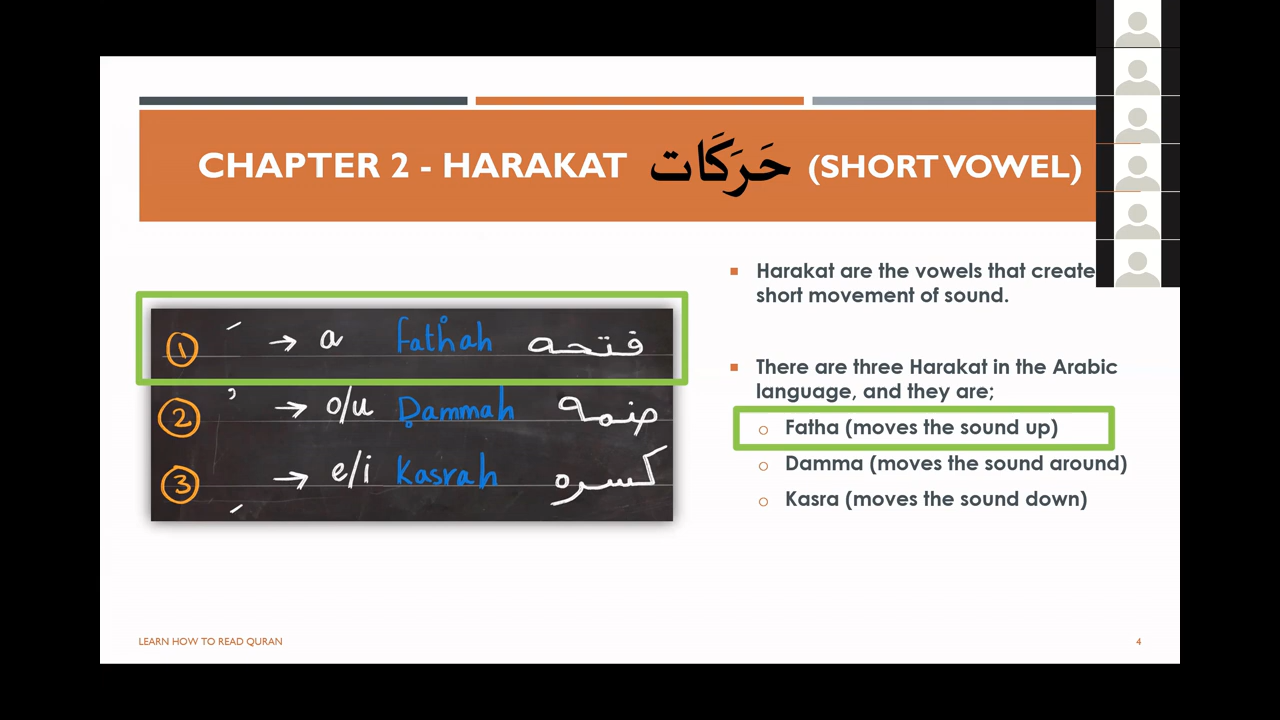 CHAPTER 2 - HARAKAT حَرَكَات (SHORT VOWEL)
1 َ → a Fathah فتحه
2 ُ → o/u Dammah ضمه
3 ِ → e/i Kasrah كسره
Harakat are the vowels that create
short movement of sound.
There are three Harakat in the Arabic
language, and they are;
Fatha (moves the sound up)
Damma (moves the sound around)
Kasra (moves the sound down)
LEARN HOW TO READ QURAN
4